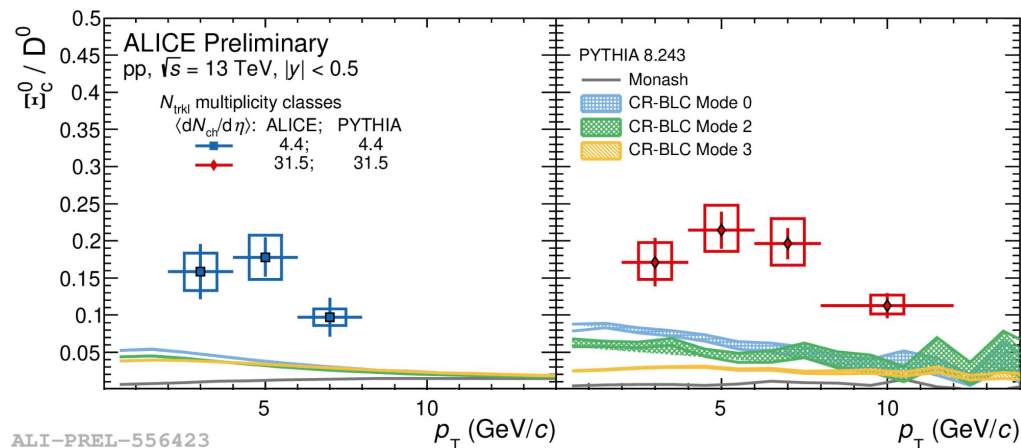 ALICE Preliminary
pp, √s = 13 TeV, |y| < 0.5
N_trkl multiplicity classes
⟨dN_ch/dη⟩: ALICE; PYTHIA
4.4; 4.4
31.5; 31.5
PYTHIA 8.243
Monash
CR-BLC Mode 0
CR-BLC Mode 2
CR-BLC Mode 3
Ξ_c^0 / D^0
0.5
0.45
0.4
0.35
0.3
0.25
0.2
0.15
0.1
0.05
5 10
5 10
p_T (GeV/c)
p_T (GeV/c)
ALI-PREL-556423